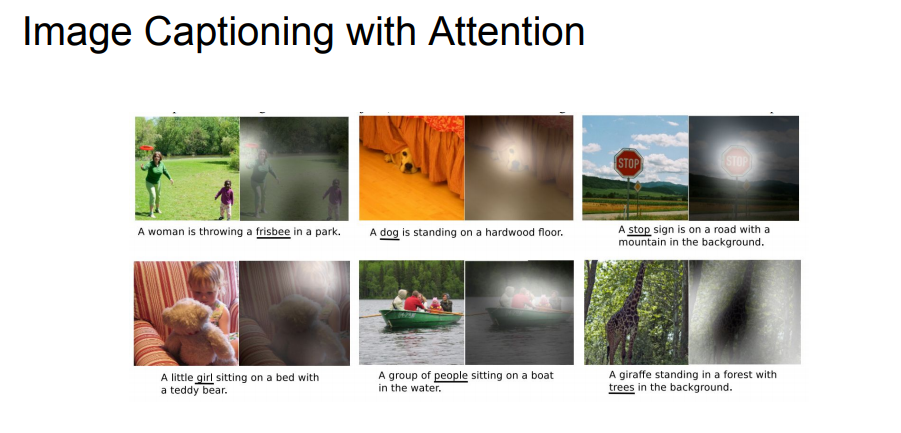 Image Captioning with Attention
STOP
STOP
A woman is throwing a frisbee in a park.
A dog is standing on a hardwood floor.
A stop sign is on a road with a
mountain in the background.
A little girl sitting on a bed with
a teddy bear.
A group of people sitting on a boat
in the water.
A giraffe standing in a forest with
trees in the background.